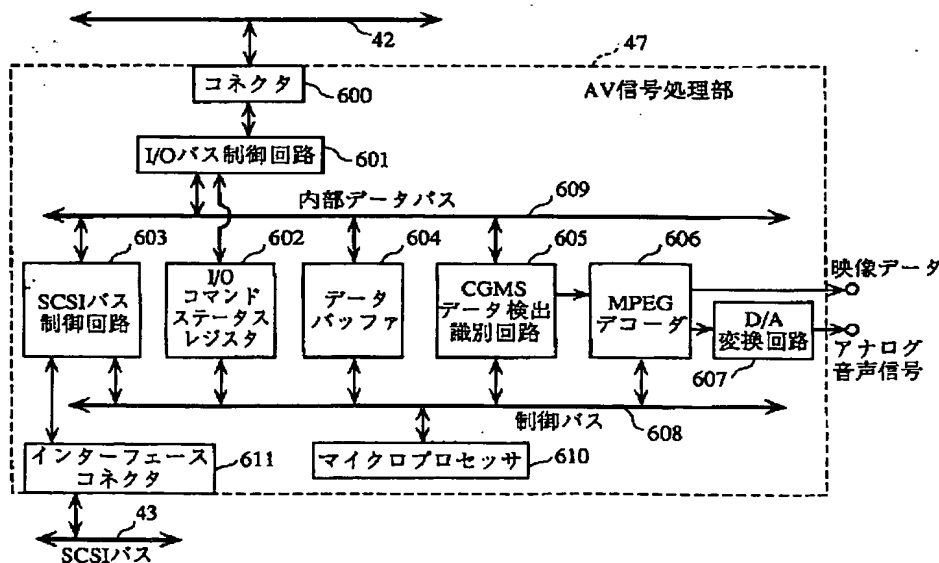 42
47
コネクタ
600
AV信号処理部
I/Oバス制御回路
601
内部データバス
609
603
602
604
605
606
SCSIバス
制御回路
I/O
コマンド
ステータス
レジスタ
データ
バッファ
CGMS
データ検出
識別回路
MPEG
デコーダ
映像データ
D/A
変換回路
607
アナログ
音声信号
制御バス
608
インターフェース
コネクタ
611
マイクロプロセッサ
610
43
SCSIバス